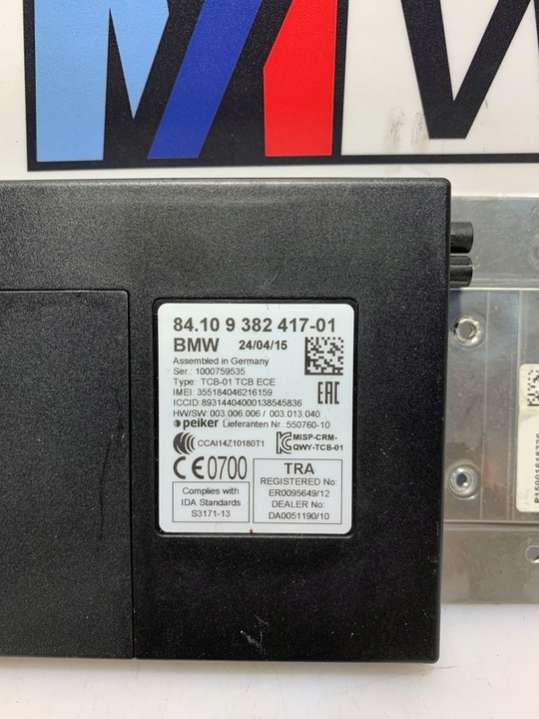 84.10 9 382 417-01
BMW 24/04/15
Assembled in Germany
Ser.: 1000759535
Type: TCB-01 TCB ECE
IMEI: 355184046216159
ICCID: 89314404000138545836
HW/SW: 003.006.006 / 003.013.040
peiker Lieferanten Nr.: 550760-10
CCAI14Z10180T1
MISP-CRM-
QWY-TCB-01
CE0700
Complies with
IDA Standards
S3171-13
TRA
REGISTERED No:
ER0095649/12
DEALER No:
DA0051190/10
EAC